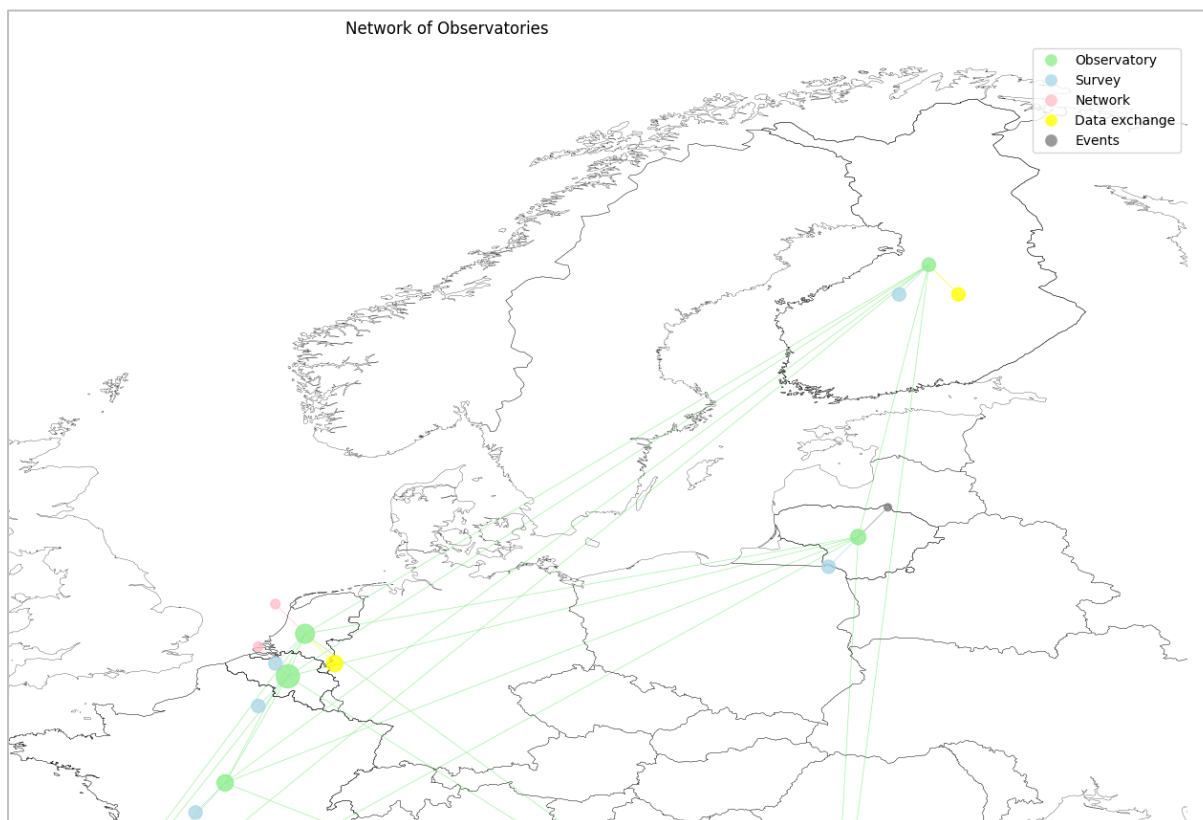 Network of Observatories
Observatory
Survey
Network
Data exchange
Events